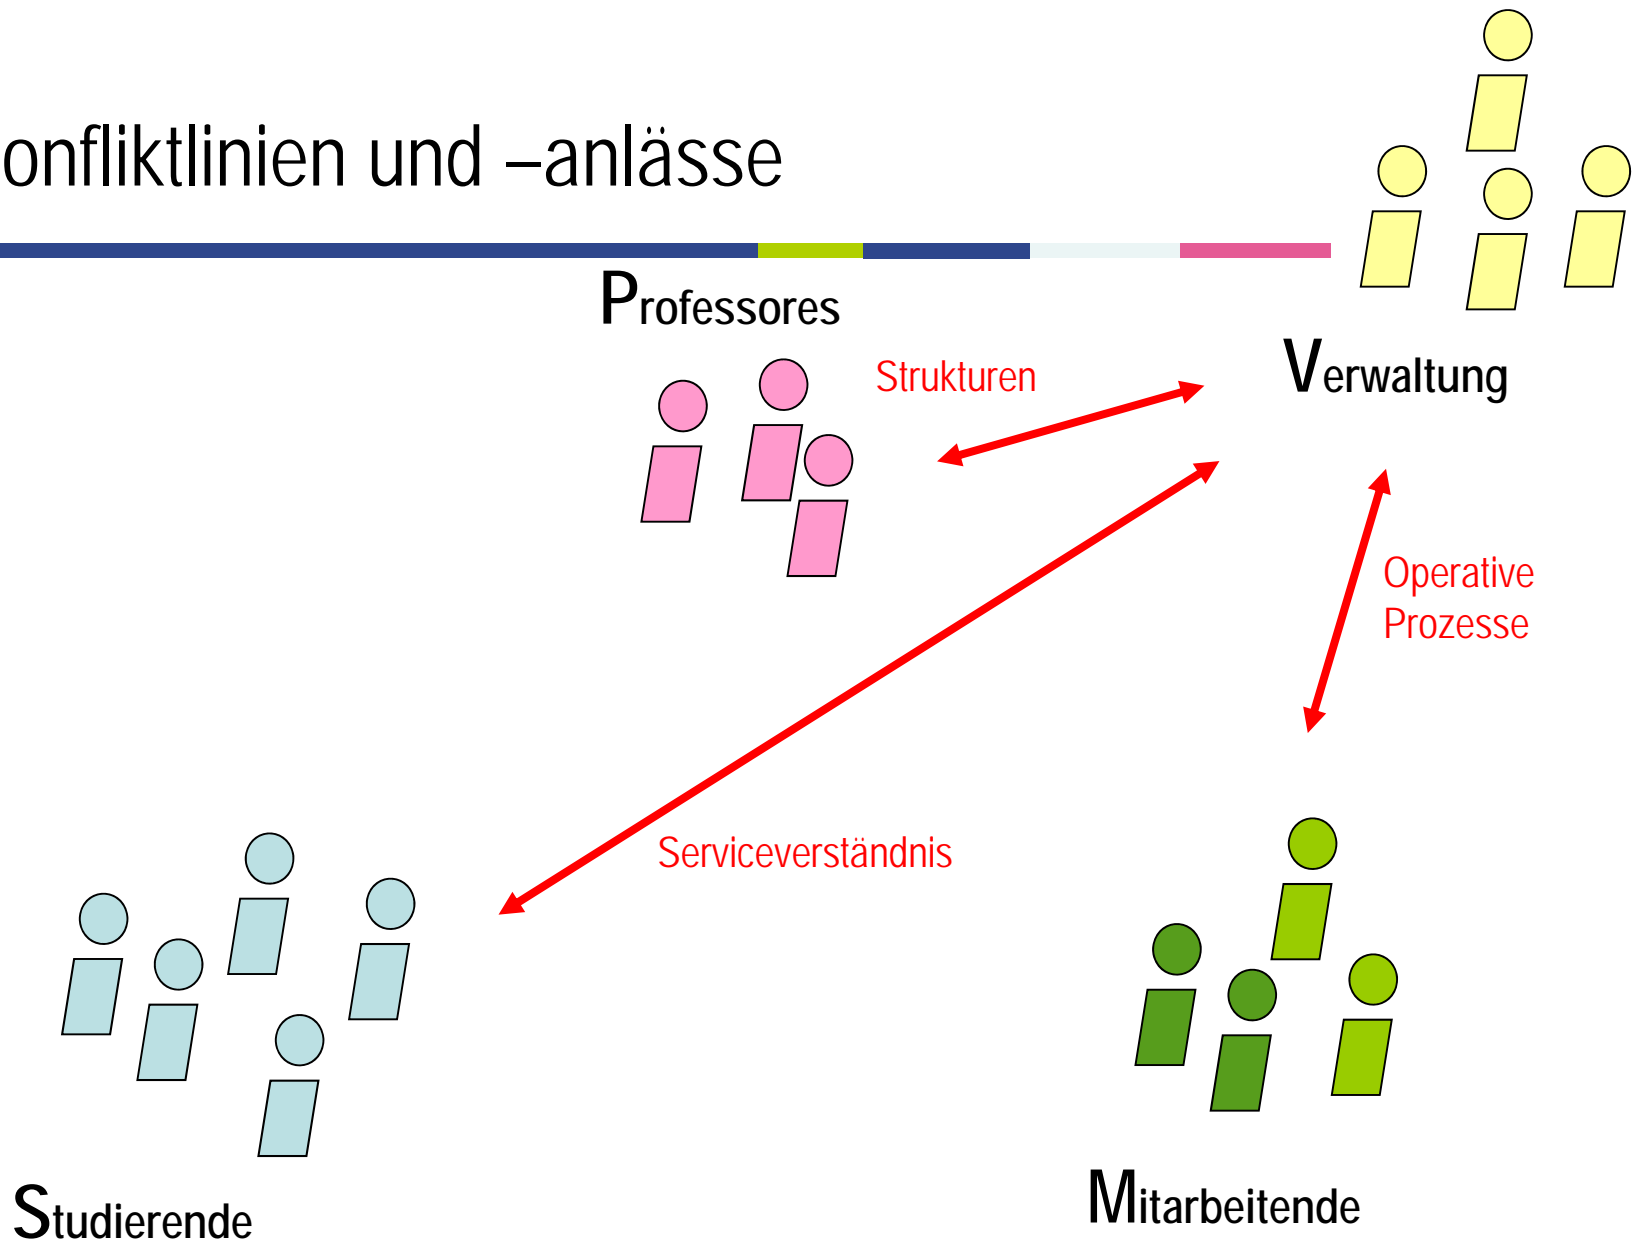 onfliktlinien und –anlässe
Professores
Strukturen
Verwaltung
Operative
Prozesse
Serviceverständnis
Mitarbeitende
Studierende